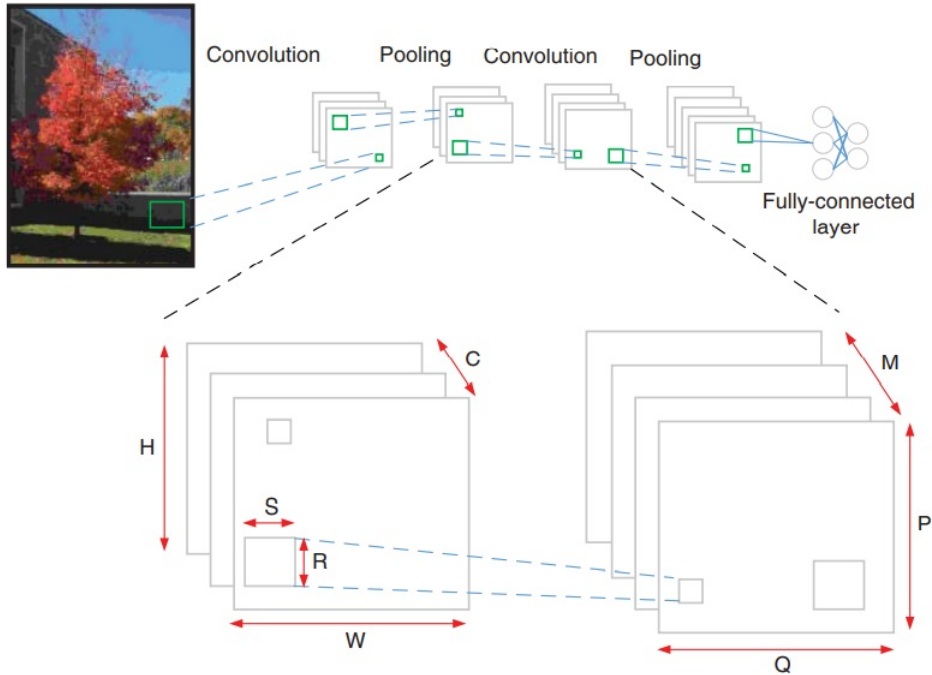 Convolution
Pooling
Convolution
Pooling
Fully-connected
layer
C
M
H
S
R
P
W
Q